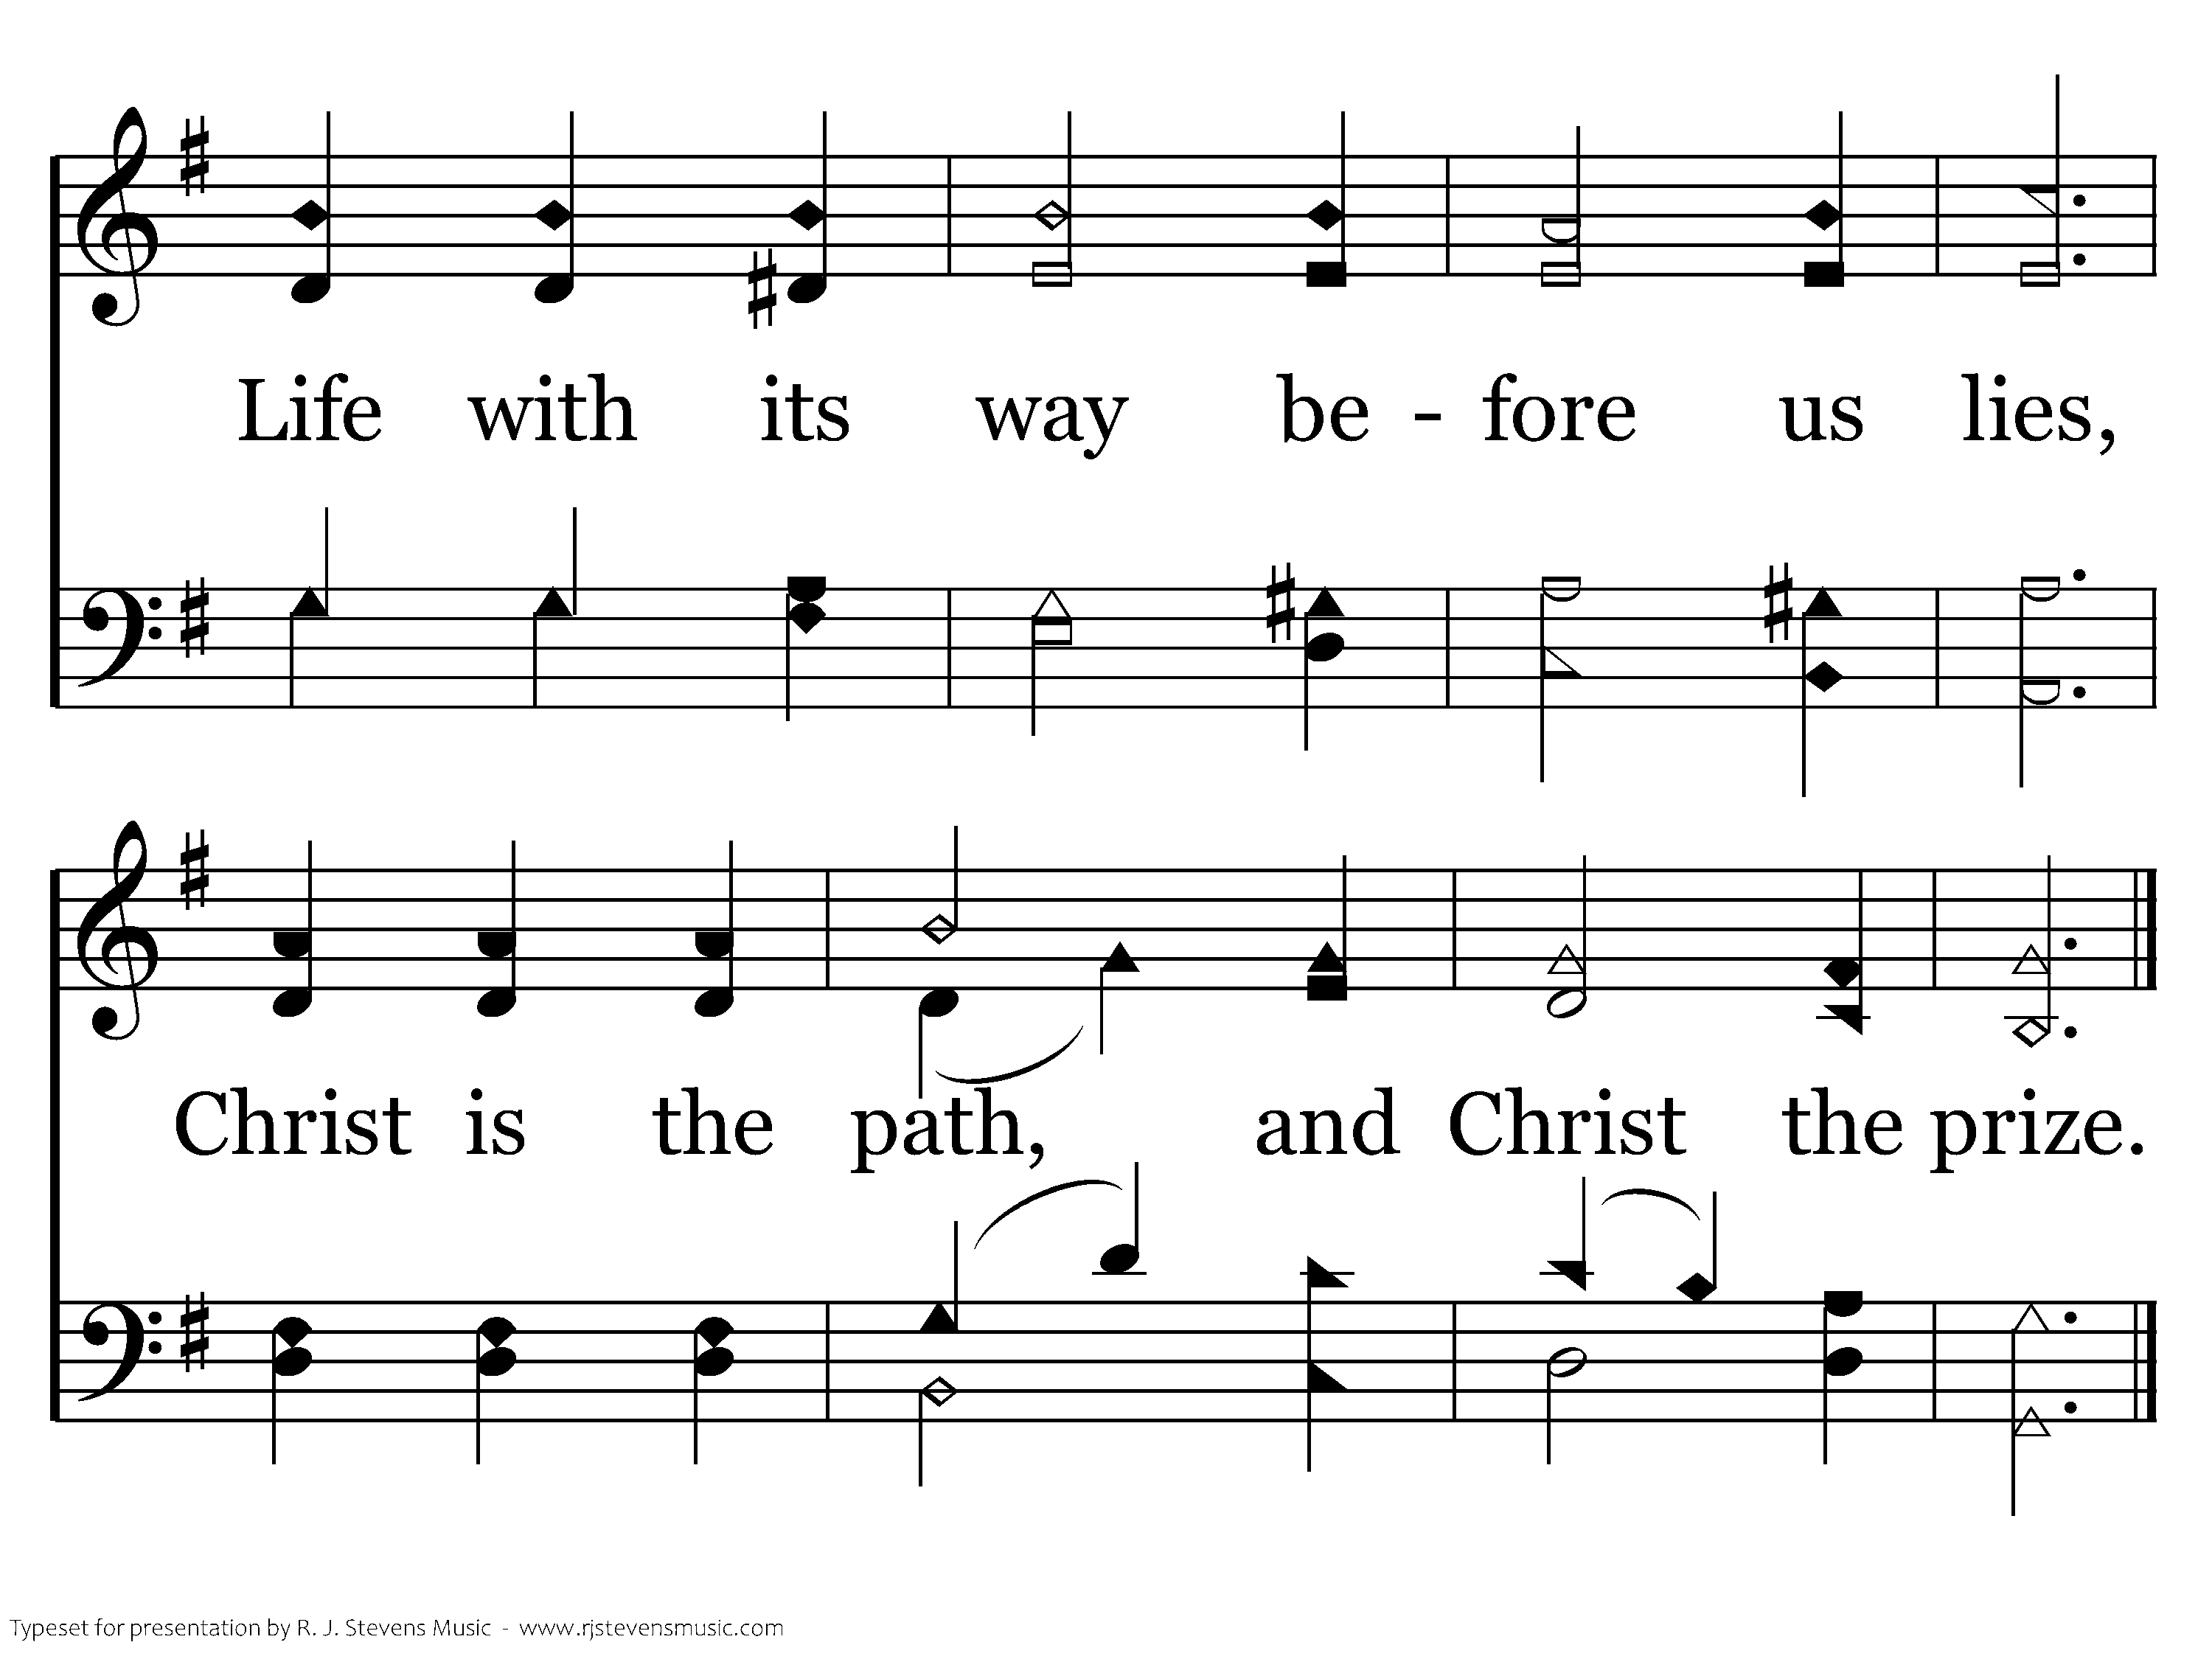 Life with its way be - fore us lies,
Christ is the path, and Christ the prize.
Typeset for presentation by R. J. Stevens Music - www.rjstevensmusic.com